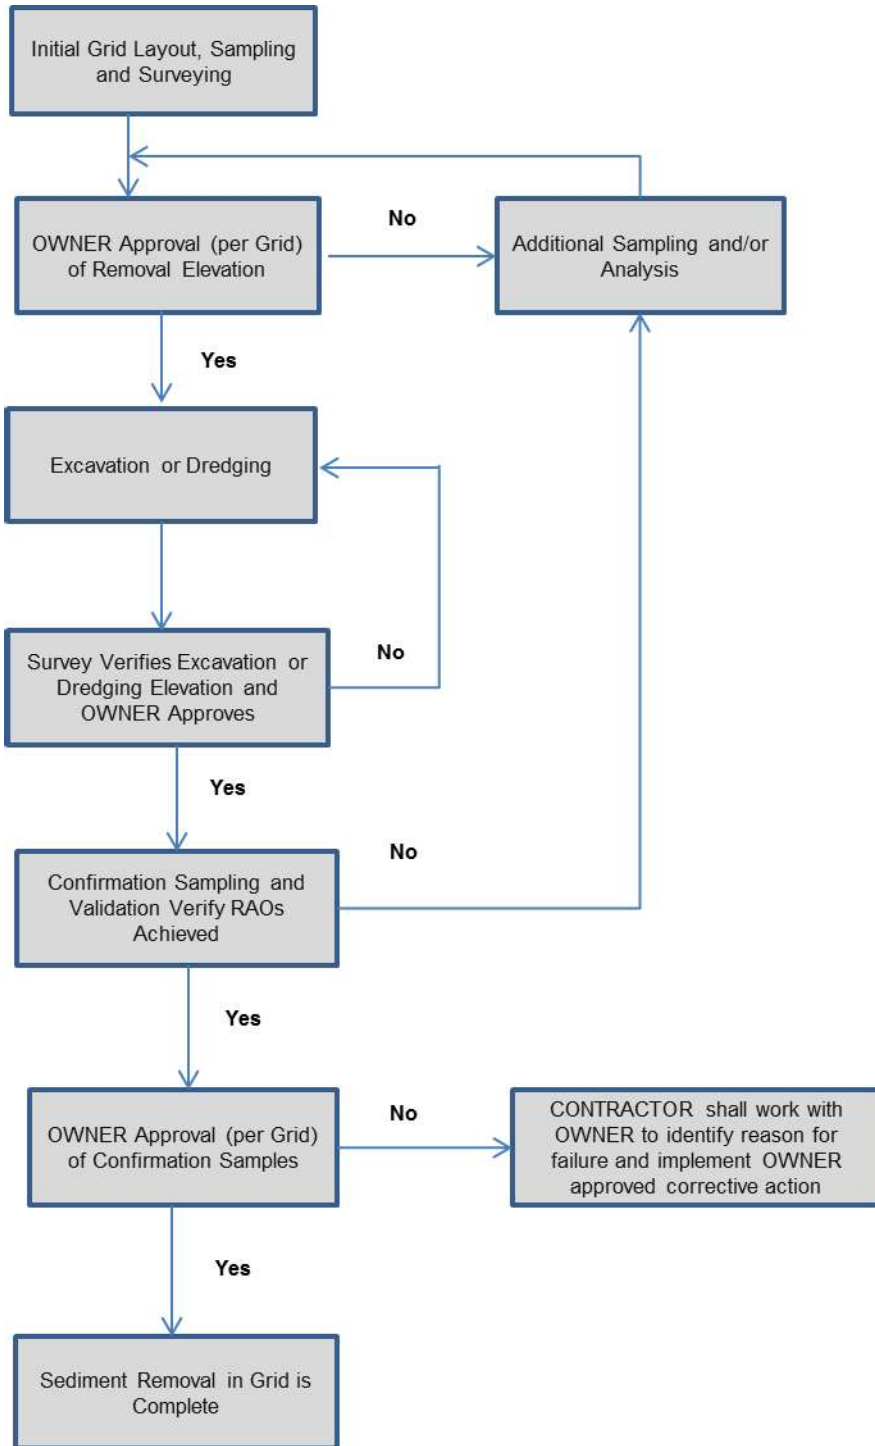 Initial Grid Layout, Sampling
and Surveying
OWNER Approval (per Grid)
of Removal Elevation
No
Additional Sampling and/or
Analysis
Yes
Excavation or Dredging
Survey Verifies Excavation or
Dredging Elevation and
OWNER Approves
No
Yes
Confirmation Sampling and
Validation Verify RAOs
Achieved
No
Yes
OWNER Approval (per Grid)
of Confirmation Samples
No
CONTRACTOR shall work with
OWNER to identify reason for
failure and implement OWNER
approved corrective action
Yes
Sediment Removal in Grid is
Complete